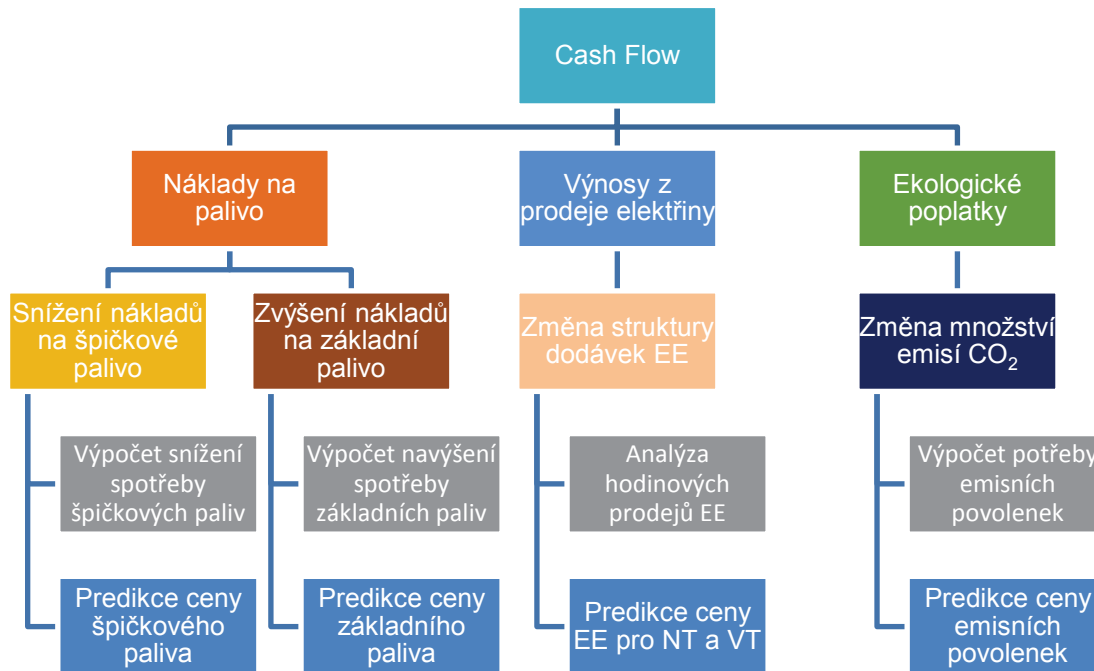 Cash Flow
Náklady na
palivo
Výnosy z
prodeje elektřiny
Ekologické
poplatky
Snížení nákladů
na špičkové
palivo
Zvýšení nákladů
na základní
palivo
Změna struktury
dodávek EE
Změna množství
emisí CO₂
Výpočet snížení
spotřeby
špičkových paliv
Výpočet navýšení
spotřeby
základních paliv
Analýza
hodinových
prodejů EE
Výpočet potřeby
emisních
povolenek
Predikce ceny
špičkového
paliva
Predikce ceny
základního
paliva
Predikce ceny
EE pro NT a VT
Predikce ceny
emisních
povolenek